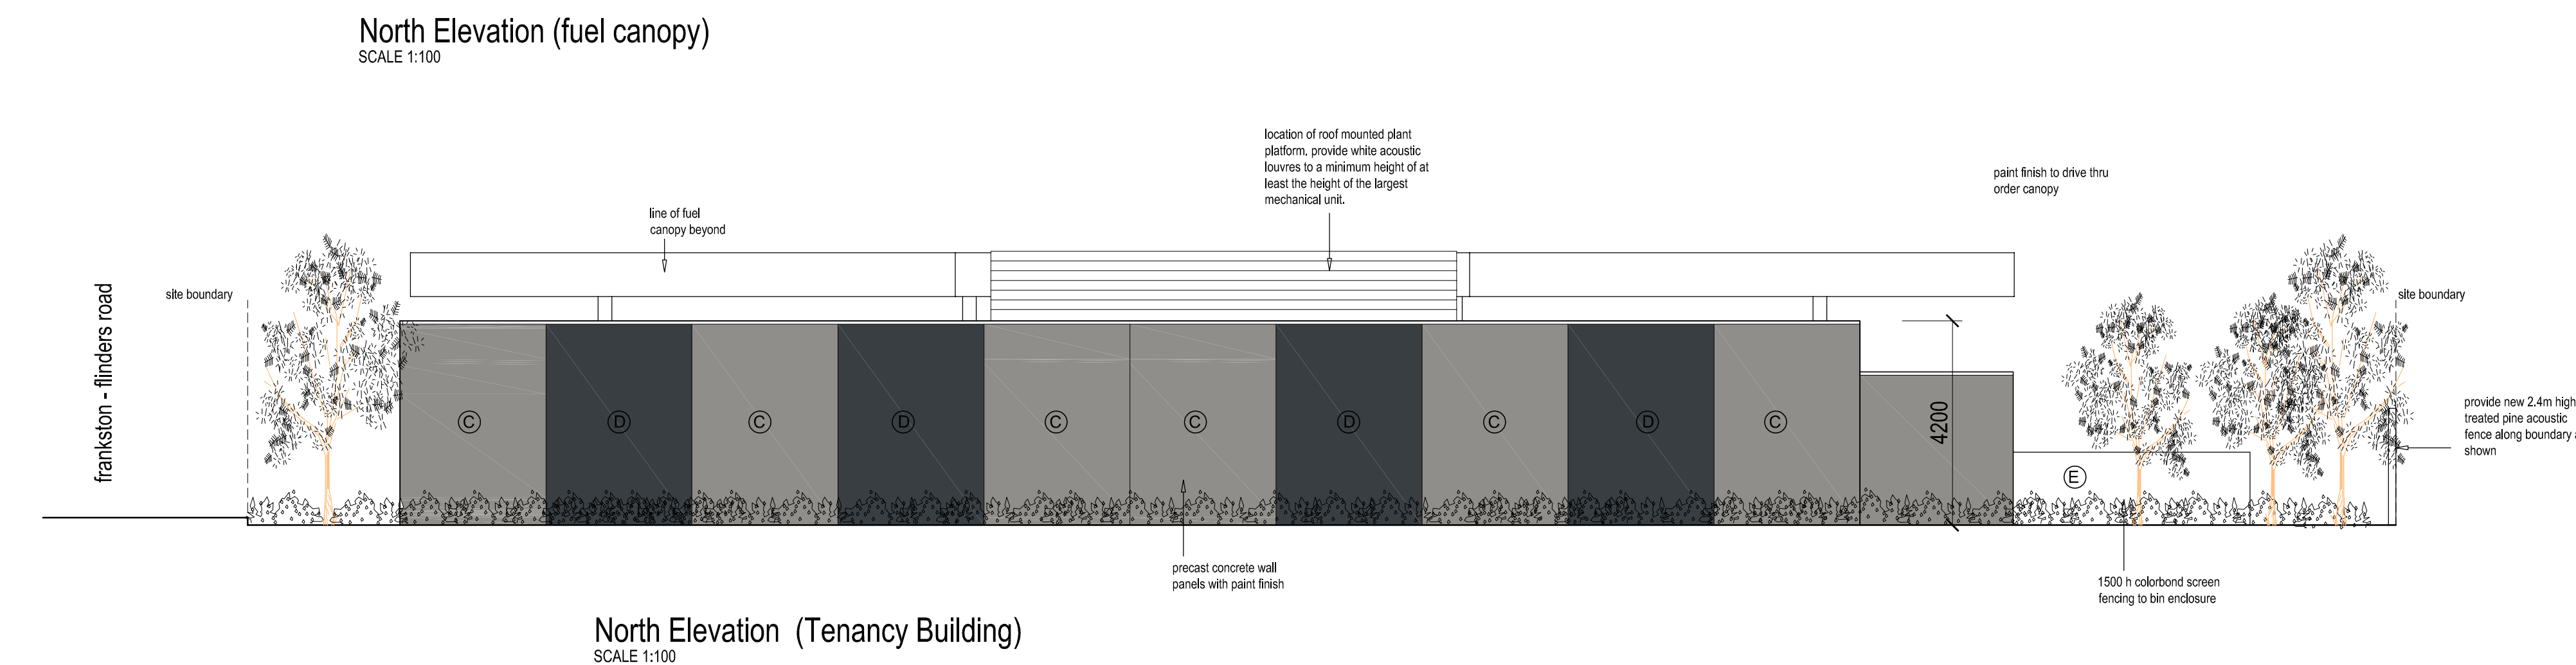 North Elevation (fuel canopy)
SCALE 1:100
location of roof mounted plant
platform, provide white acoustic
louvres to a minimum height of at
least the height of the largest
mechanical unit.
paint finish to drive thru
order canopy
line of fuel
canopy beyond
site boundary
site boundary
frankston - flinders road
C
D
C
D
C
C
D
C
D
C
4200
provide new 2.4m high
treated pine acoustic
fence along boundary a
shown
E
precast concrete wall
panels with paint finish
1500 h colorbond screen
fencing to bin enclosure
North Elevation (Tenancy Building)
SCALE 1:100